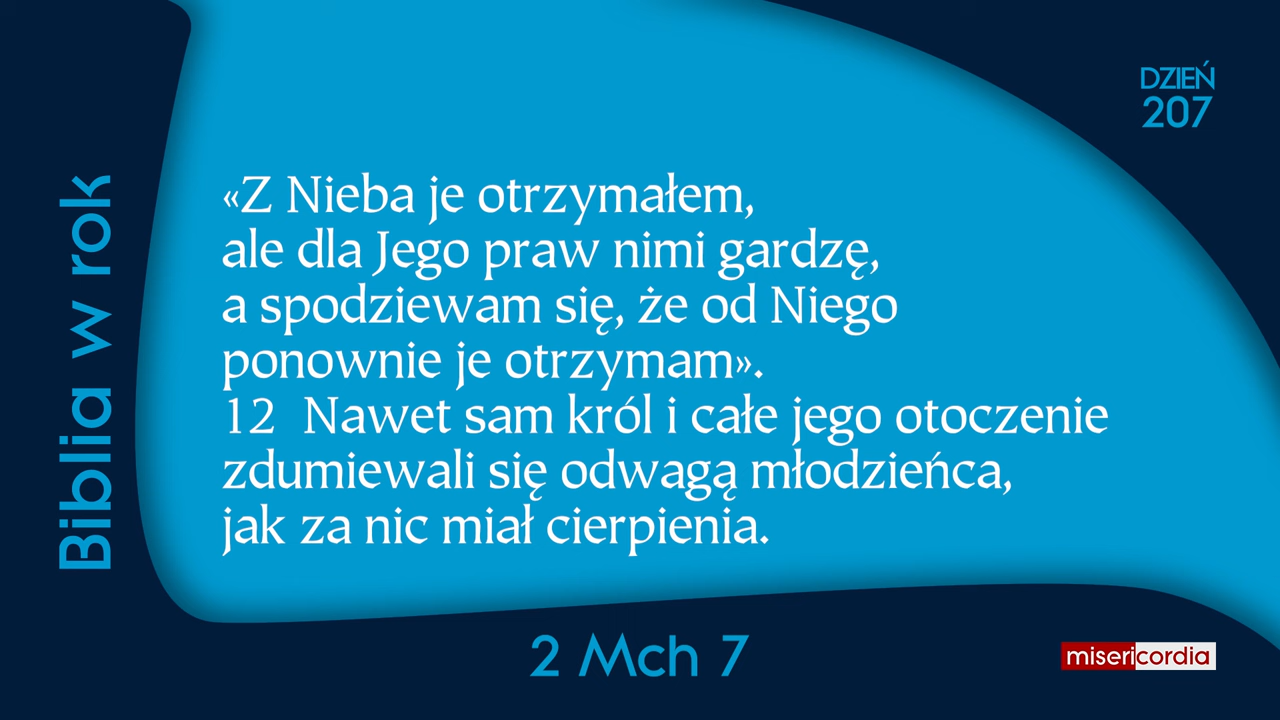 DZIEŃ
207
Biblia w rok
«Z Nieba je otrzymałem,
ale dla Jego praw nimi gardzę,
a spodziewam się, że od Niego
ponownie je otrzymam».
12 Nawet sam król i całe jego otoczenie
zdumiewali się odwagą młodzieńca,
jak za nic miał cierpienia.
2 Mch 7
misericordia